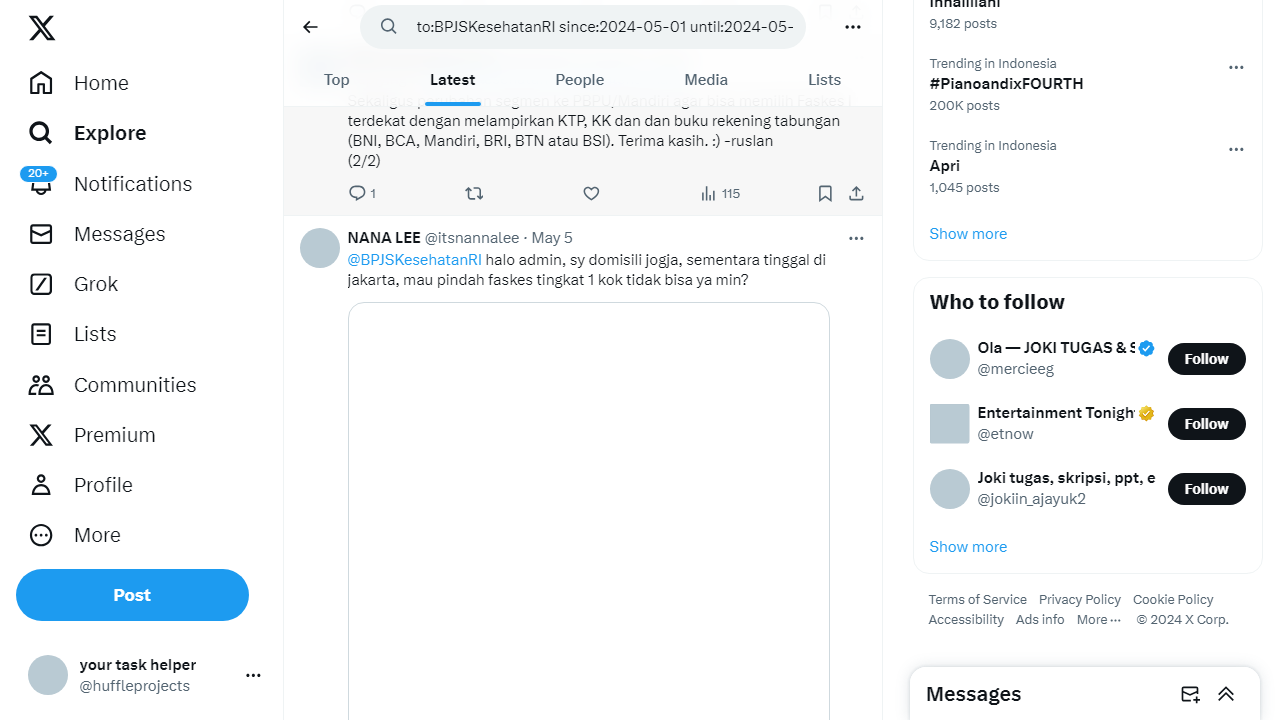 to:BPJSKesehatanRI since:2024-05-01 until:2024-05-
Top
Latest
People
Media
Lists
Home
Explore
20+
Notifications
Messages
Grok
Lists
Communities
Premium
Profile
More
Post
your task helper
@huffleprojects
terdekat dengan melampirkan KTP, KK dan dan buku rekening tabungan
(BNI, BCA, Mandiri, BRI, BTN atau BSI). Terima kasih. :) -ruslan
(2/2)
1
115
NANA LEE @itsnannalee · May 5
@BPJSKesehatanRI halo admin, sy domisili jogja, sementara tinggal di
jakarta, mau pindah faskes tingkat 1 kok tidak bisa ya min?
9,182 posts
Trending in Indonesia
#PianoandixFOURTH
200K posts
Trending in Indonesia
Apri
1,045 posts
Show more
Who to follow
Ola — JOKI TUGAS & S
@mercieeg
Follow
Entertainment Tonigh
@etnow
Follow
Joki tugas, skripsi, ppt, e
@jokiin_ajayuk2
Follow
Show more
Terms of Service Privacy Policy Cookie Policy
Accessibility Ads info More ··· © 2024 X Corp.
Messages